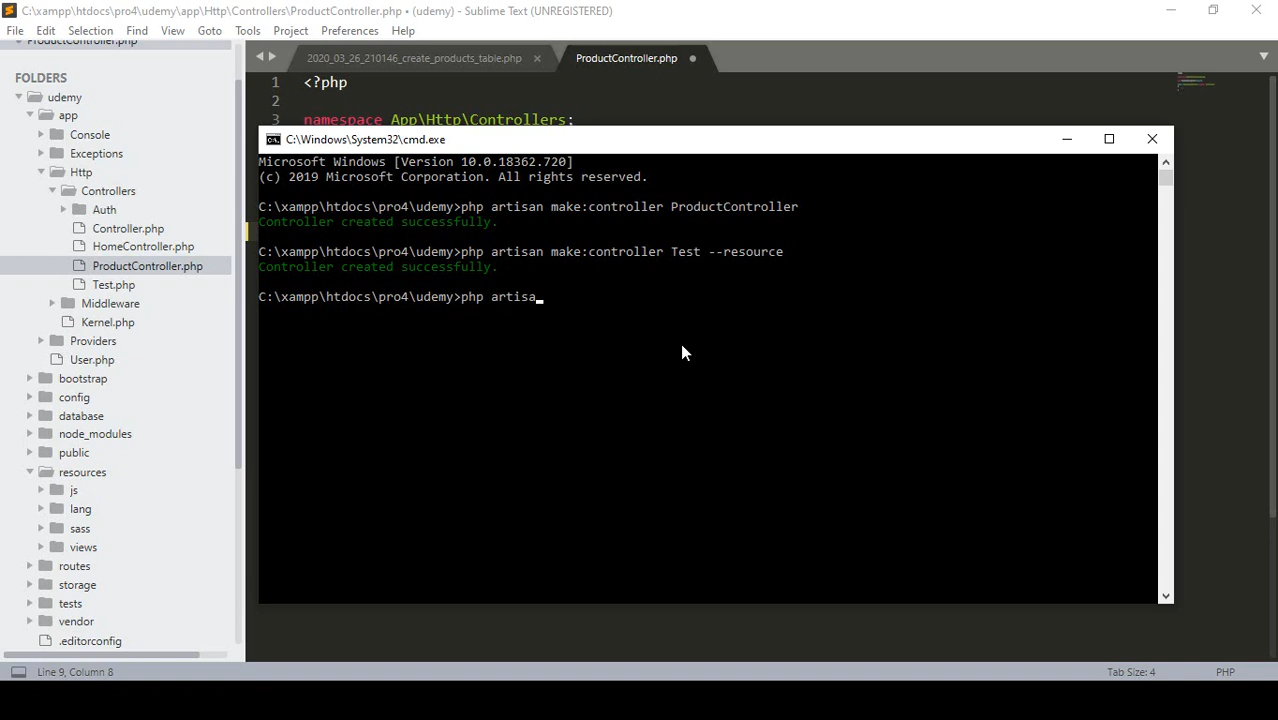 C:\xampp\htdocs\pro4\udemy\app\Http\Controllers\ProductController.php • (udemy) - Sublime Text (UNREGISTERED)
File Edit Selection Find View Goto Tools Project Preferences Help
ProductController.php
2020_03_26_210146_create_products_table.php
ProductController.php
FOLDERS
udemy
app
Console
Exceptions
Http
Controllers
Auth
Controller.php
HomeController.php
ProductController.php
Test.php
Middleware
Kernel.php
Providers
User.php
bootstrap
config
database
node_modules
public
resources
js
lang
sass
views
routes
storage
tests
vendor
.editorconfig
1 <?php
2
3 namespace App\Http\Controllers;
C:\Windows\System32\cmd.exe
Microsoft Windows [Version 10.0.18362.720]
(c) 2019 Microsoft Corporation. All rights reserved.
C:\xampp\htdocs\pro4\udemy>php artisan make:controller ProductController
Controller created successfully.
C:\xampp\htdocs\pro4\udemy>php artisan make:controller Test --resource
Controller created successfully.
C:\xampp\htdocs\pro4\udemy>php artisa
Line 9, Column 8
Tab Size: 4
PHP